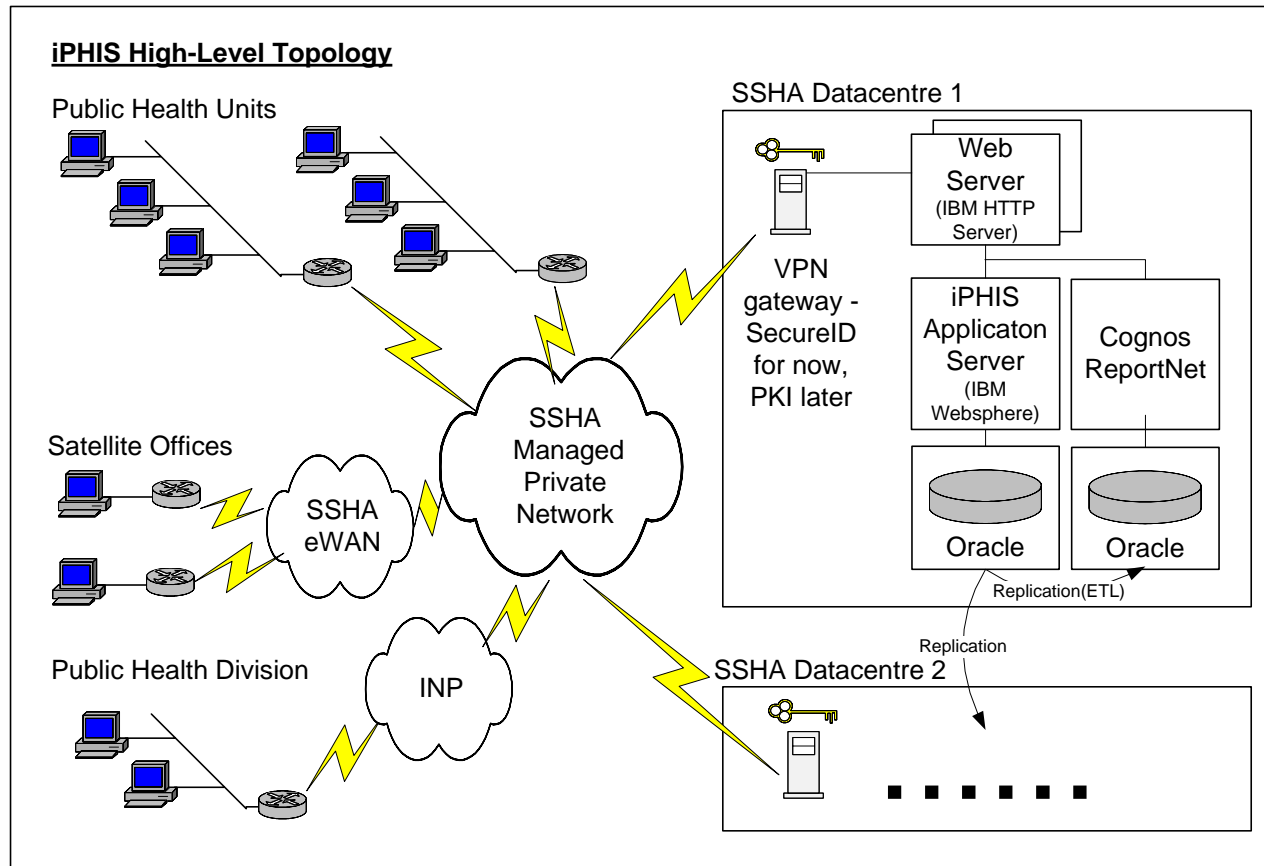 iPHIS High-Level Topology
Public Health Units
SSHA Datacentre 1
Web
Server
(IBM HTTP
Server)
VPN
gateway -
SecureID
for now,
PKI later
iPHIS
Applicaton
Server
(IBM
Websphere)
Cognos
ReportNet
Oracle
Oracle
Replication(ETL)
Replication
SSHA
Managed
Private
Network
Satellite Offices
SSHA
eWAN
Public Health Division
INP
SSHA Datacentre 2